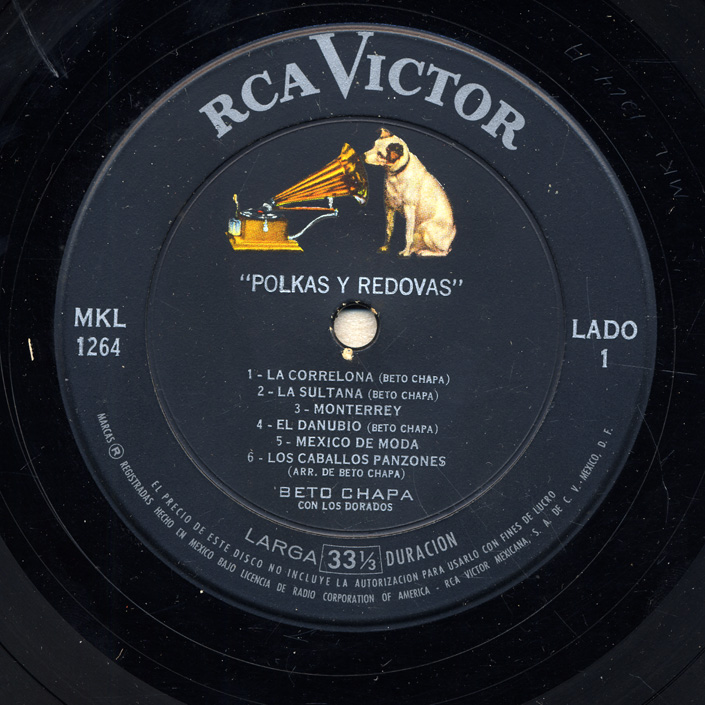 RCA VICTOR
"POLKAS Y REDOVAS"
MKL
1264
LADO
1
1 - LA CORRELONA (BETO CHAPA)
2 - LA SULTANA (BETO CHAPA)
3 - MONTERREY
4 - EL DANUBIO (BETO CHAPA)
5 - MEXICO DE MODA
6 - LOS CABALLOS PANZONES
(ARR. DE BETO CHAPA)
BETO CHAPA
CON LOS DORADOS
LARGA 33 1/3 DURACION
EL PRECIO DE ESTE DISCO NO INCLUYE LA AUTORIZACION PARA USARLO CON FINES DE LUCRO
MARCAS ® REGISTRADAS HECHO EN MEXICO BAJO LICENCIA DE RADIO CORPORATION OF AMERICA - RCA VICTOR MEXICANA, S. A. DE C. V., MEXICO, D. F.